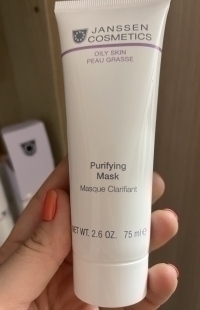 JANSSEN
COSMETICS
OILY SKIN
PEAU GRASSE
Purifying
Mask
Masque Clarifiant
NET WT. 2.6 OZ. 75 ml e